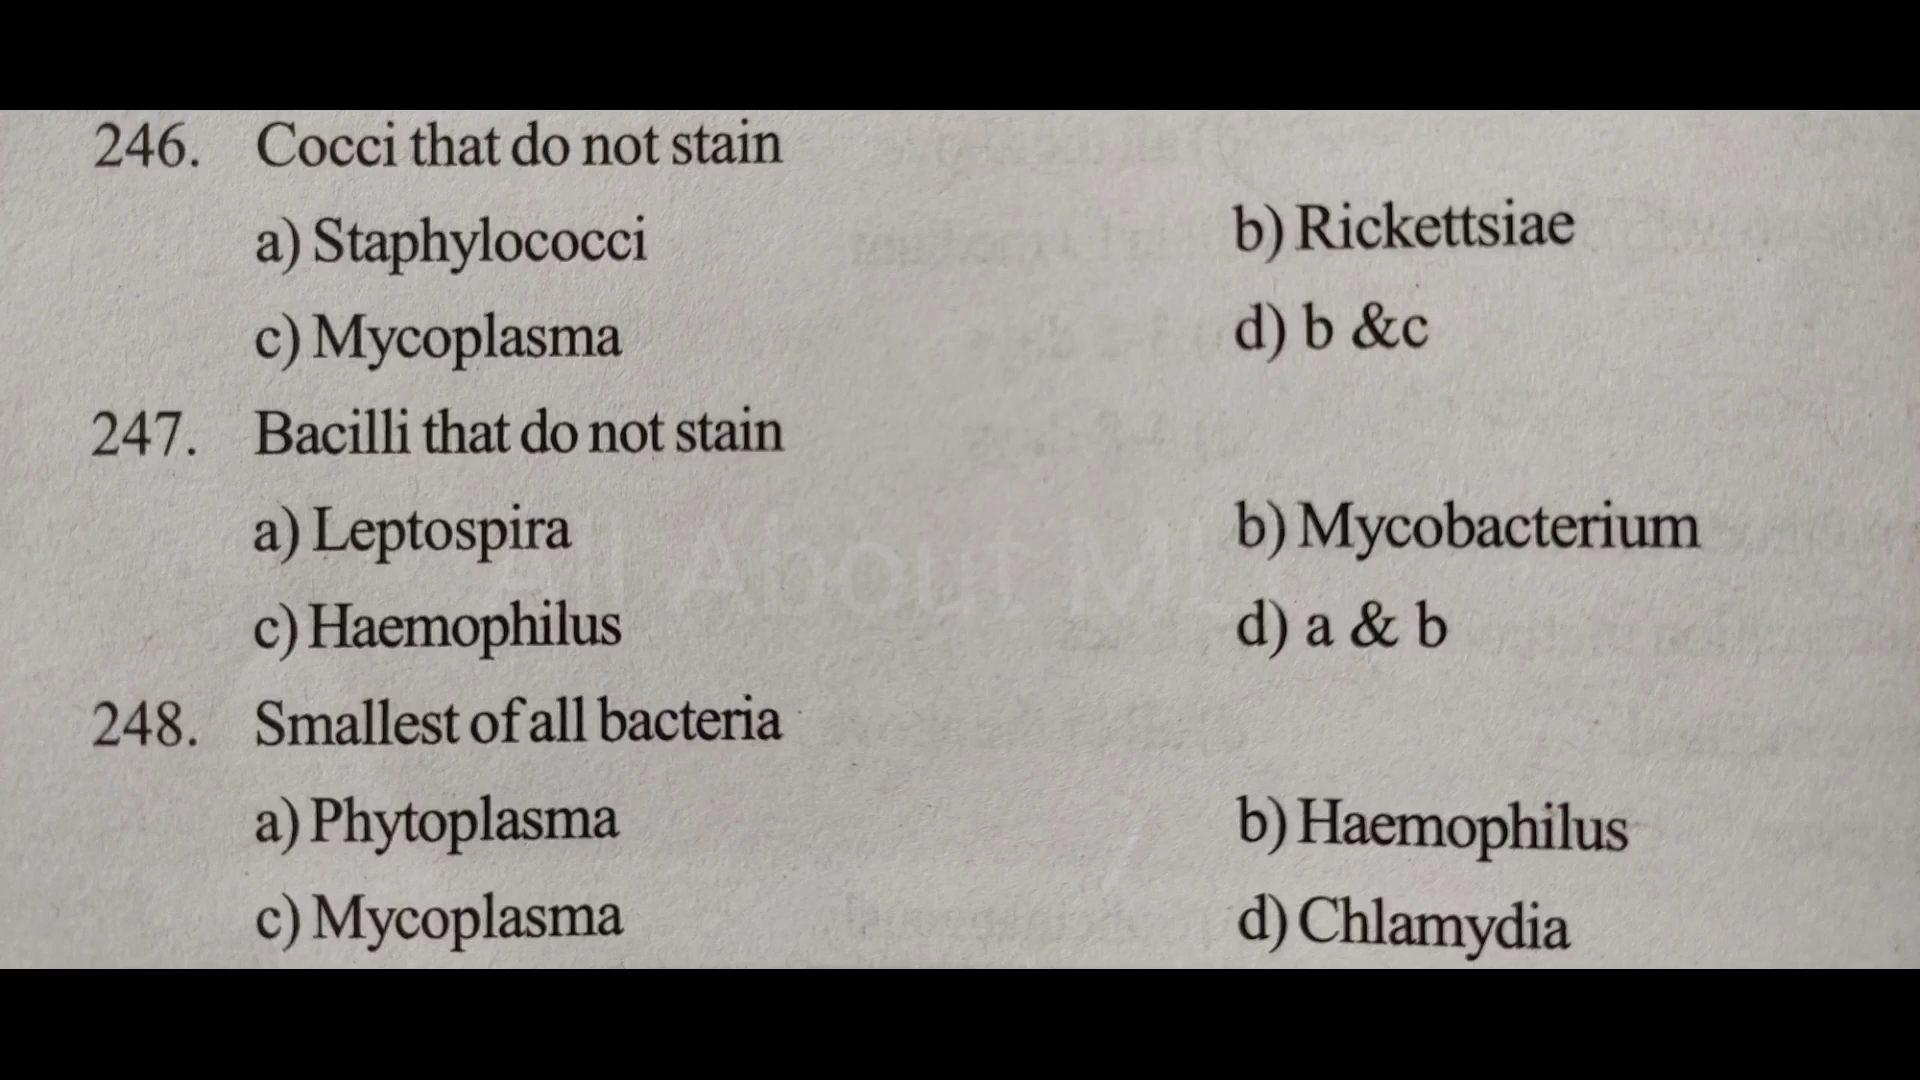 246. Cocci that do not stain
a) Staphylococci b) Rickettsiae
c) Mycoplasma d) b &c
247. Bacilli that do not stain
a) Leptospira b) Mycobacterium
c) Haemophilus d) a & b
248. Smallest of all bacteria
a) Phytoplasma b) Haemophilus
c) Mycoplasma d) Chlamydia